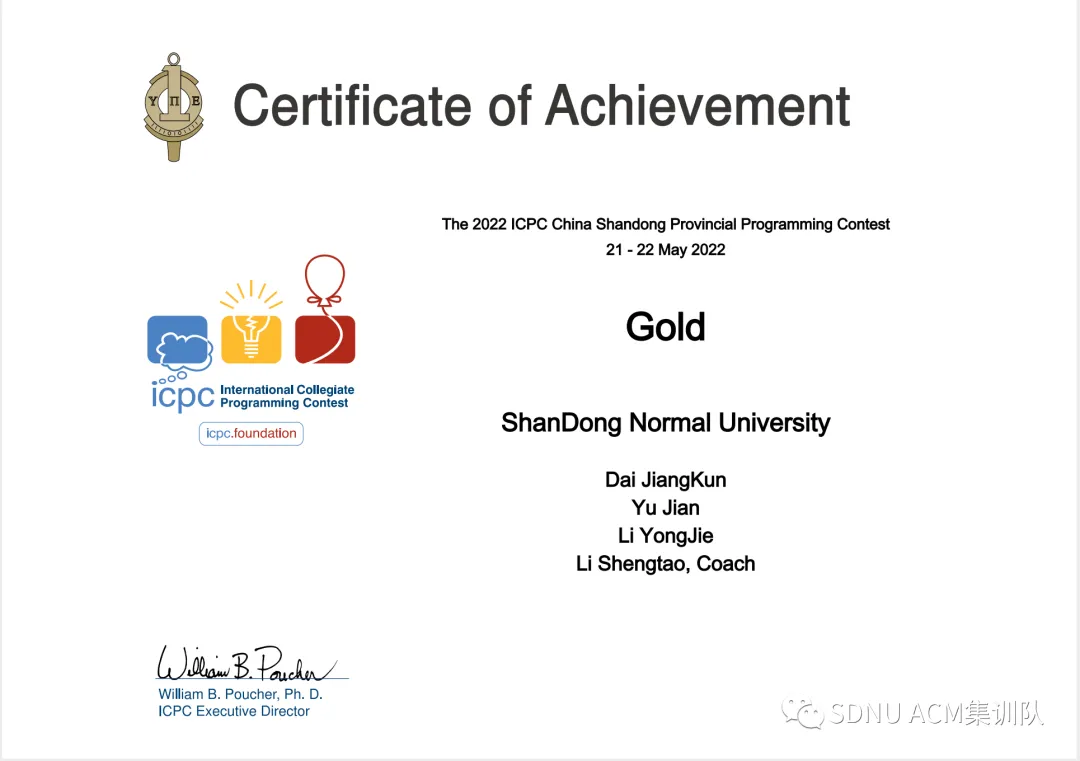 Y Π E
Certificate of Achievement
The 2022 ICPC China Shandong Provincial Programming Contest
21 - 22 May 2022
Gold
ShanDong Normal University
Dai JiangKun
Yu Jian
Li YongJie
Li Shengtao, Coach
icpc International Collegiate
Programming Contest
icpc.foundation
William B. Poucher
William B. Poucher, Ph. D.
ICPC Executive Director
SDNU ACM集训队